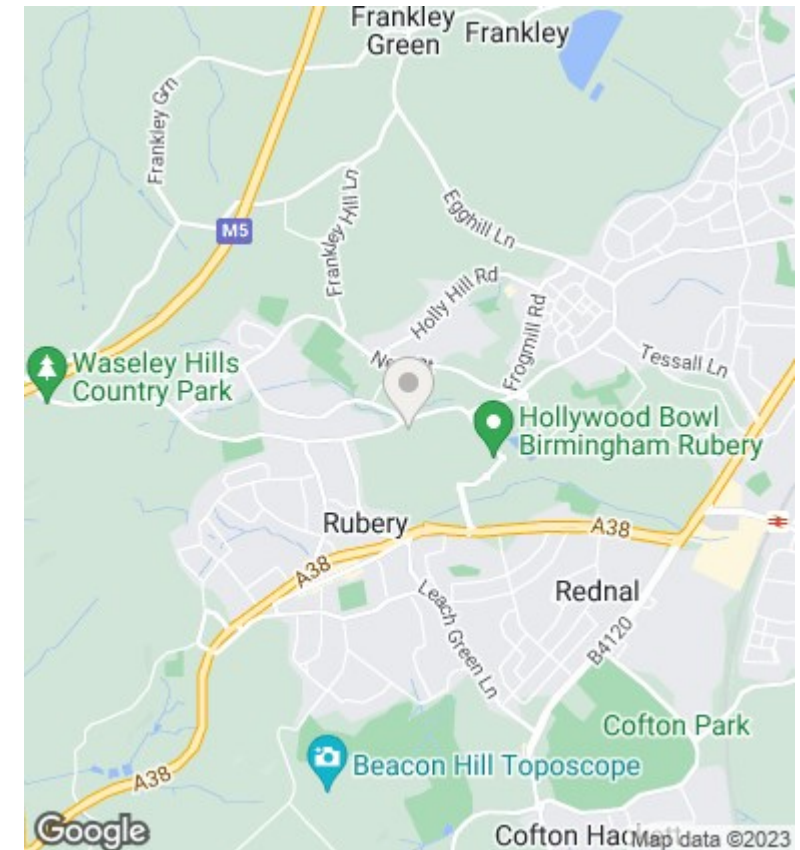 Frankley
Green
Frankley
Frankley Grn
M5
Frankley Hill Ln
Egghill Ln
Holly Hill Rd
Frogmill Rd
Tessall Ln
Waseley Hills
Country Park
Hollywood Bowl
Birmingham Rubery
Rubery
A38
A38
Rednal
Leach Green Ln
B4120
Cofton Park
Beacon Hill Toposcope
A38
Google
Cofton
Map data ©2023